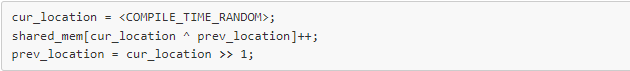 cur_location = <COMPILE_TIME_RANDOM>;
shared_mem[cur_location ^ prev_location]++;
prev_location = cur_location >> 1;